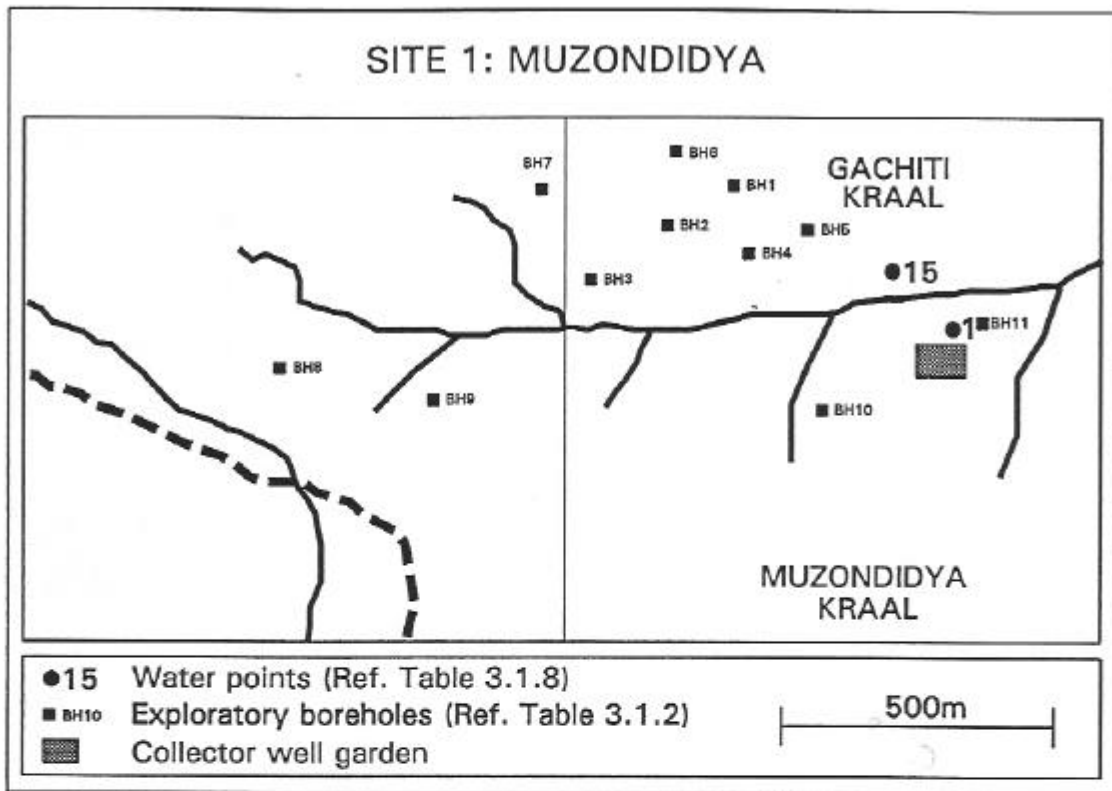 SITE 1: MUZONDIDYA
BH6
BH7
BH1
GACHITI
KRAAL
BH2
BH5
BH4
15
BH3
1
BH11
BH8
BH9
BH10
MUZONDIDYA
KRAAL
15 Water points (Ref. Table 3.1.8)
BH10 Exploratory boreholes (Ref. Table 3.1.2)
500m
Collector well garden